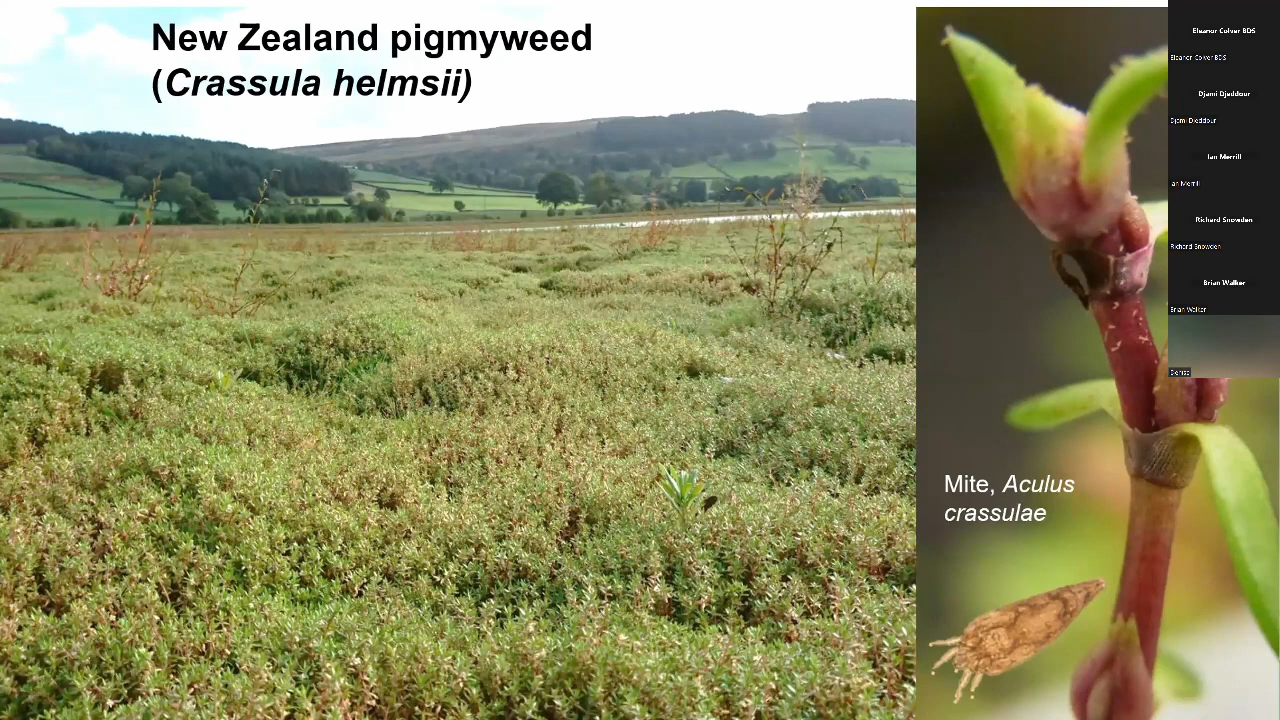 New Zealand pigmyweed
(Crassula helmsii)
Mite, Aculus
crassulae
Eleanor Colver BDS
Eleanor Colver BDS
Djami Djeddour
Djami Djeddour
Ian Merrill
Ian Merrill
Richard Snowden
Richard Snowden
Brian Walker
Brian Walker
Denise